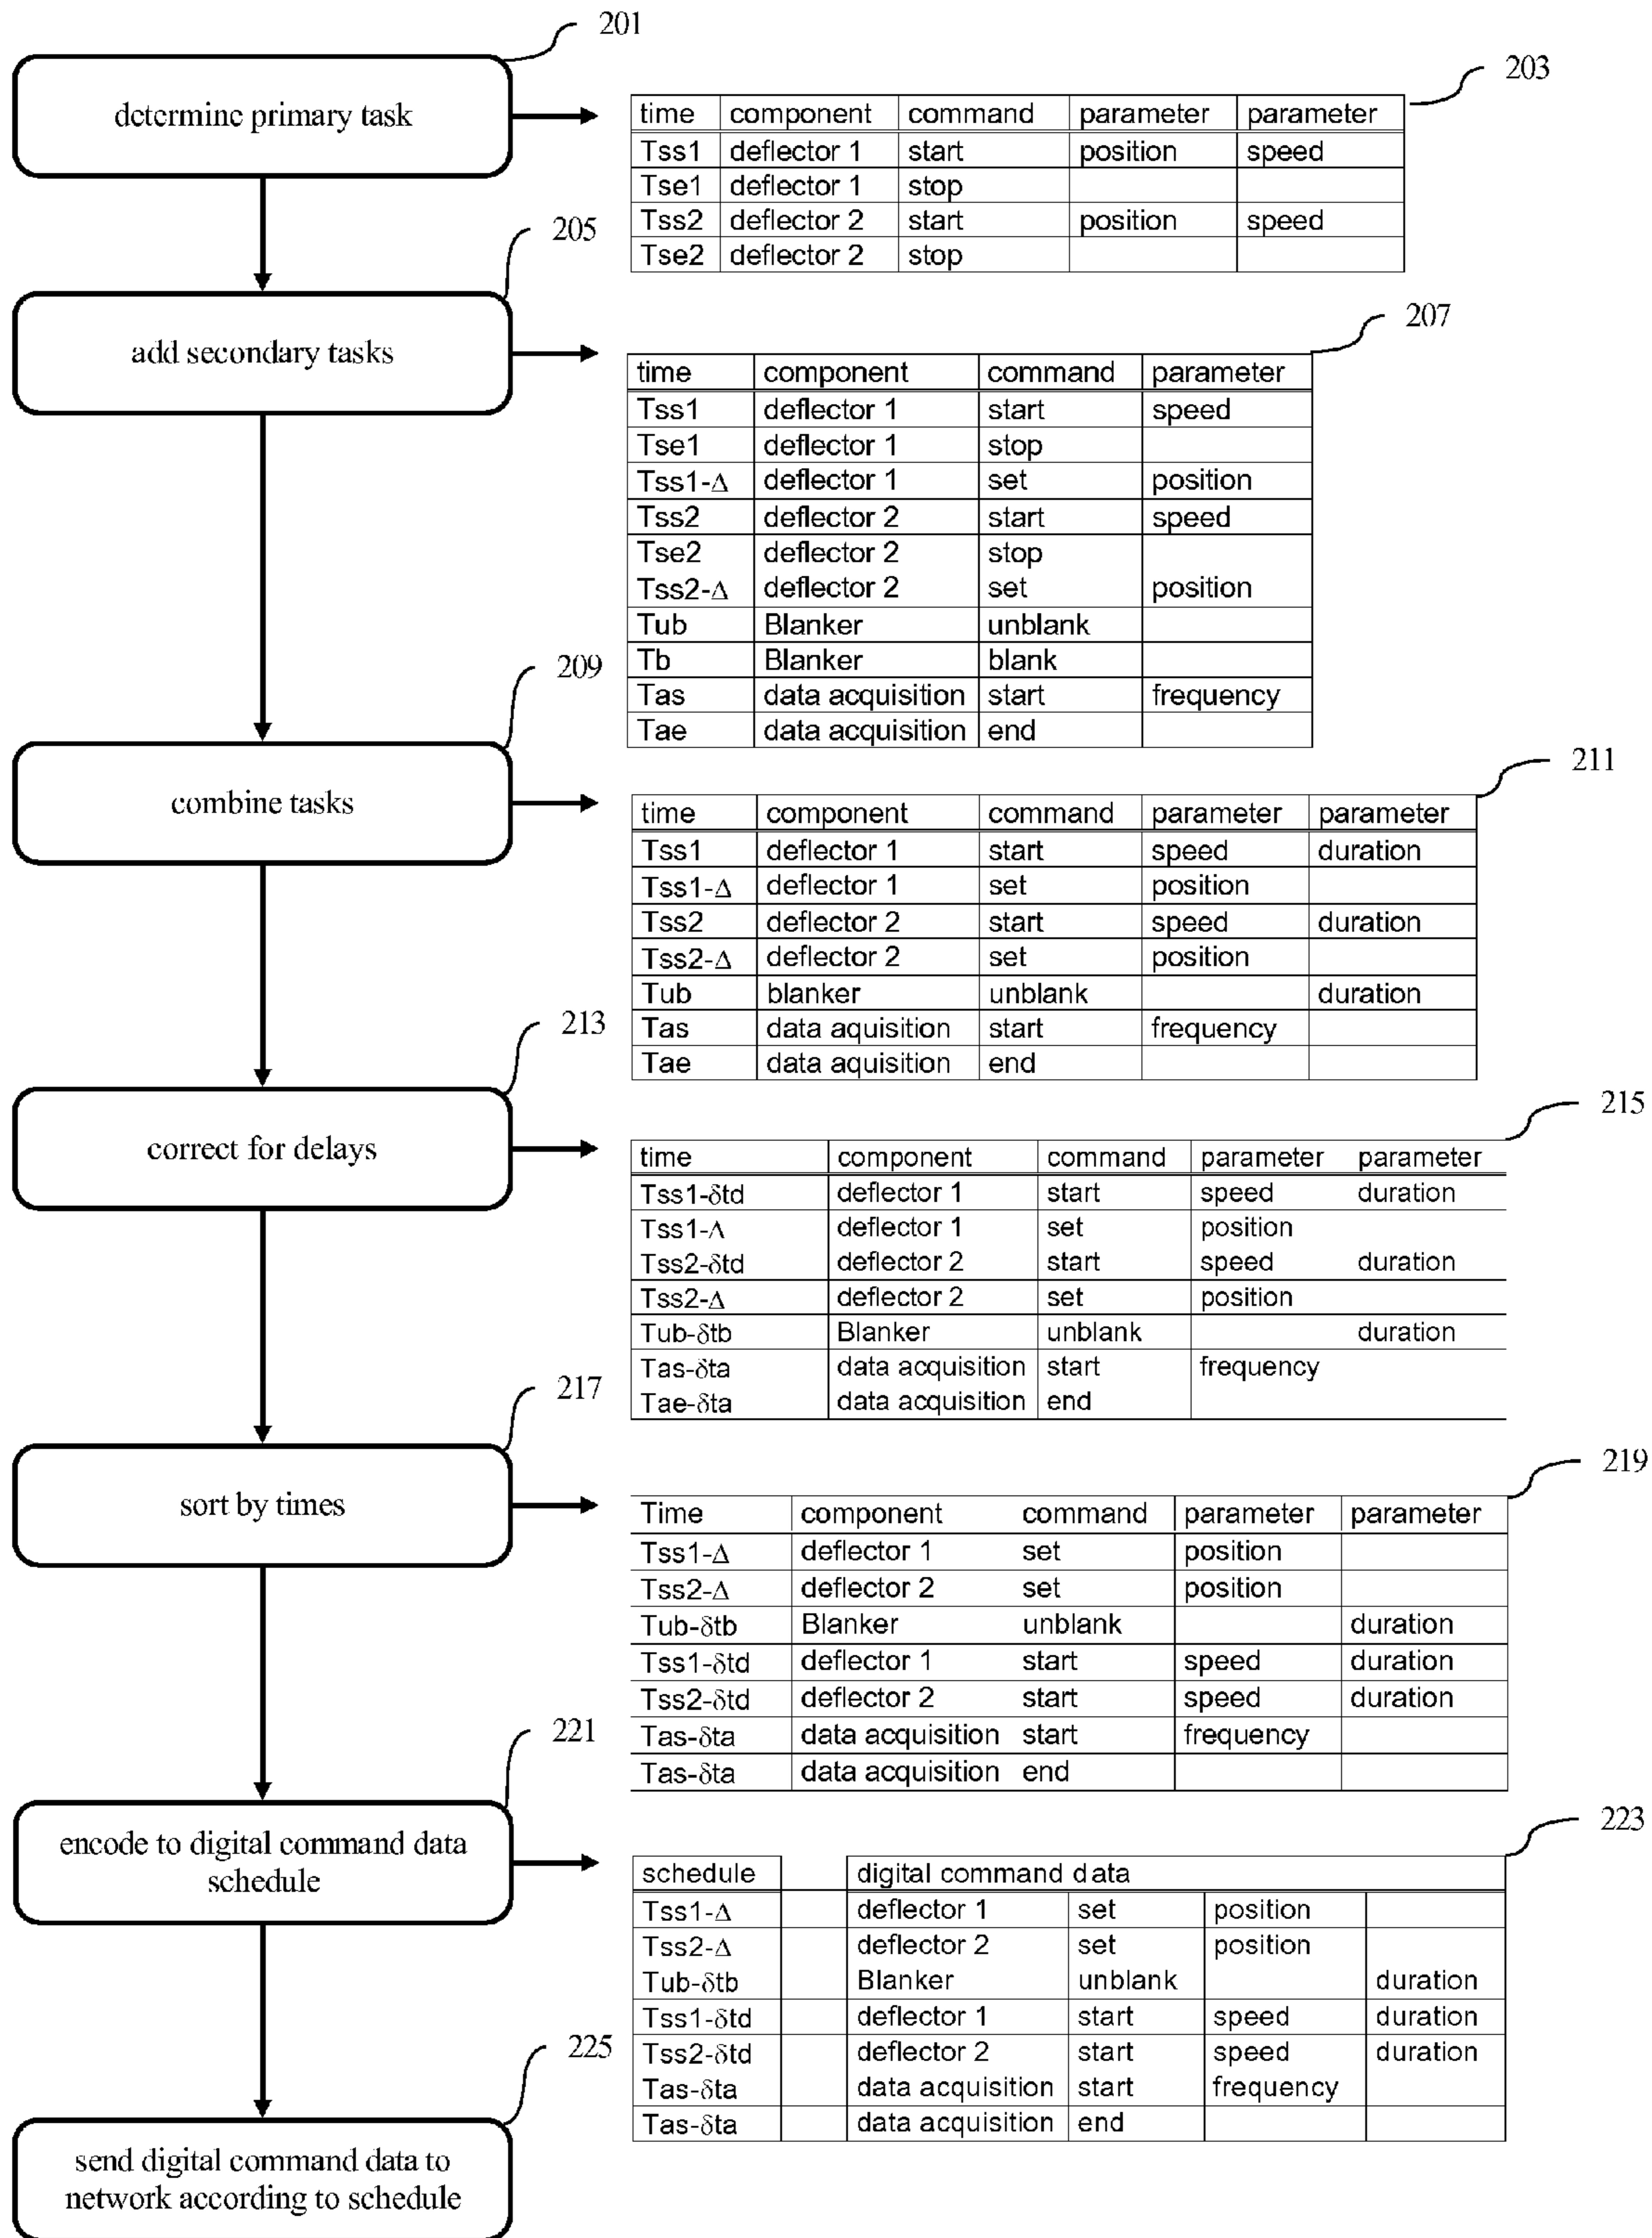 201
determine primary task
203
time component command parameter parameter
Tss1 deflector 1 start position speed
Tse1 deflector 1 stop
Tss2 deflector 2 start position speed
Tse2 deflector 2 stop
205
add secondary tasks
207
time component command parameter
Tss1 deflector 1 start speed
Tse1 deflector 1 stop
Tss1-Δ deflector 1 set position
Tss2 deflector 2 start speed
Tse2 deflector 2 stop
Tss2-Δ deflector 2 set position
Tub Blanker unblank
Tb Blanker blank
Tas data acquisition start frequency
Tae data acquisition end
209
combine tasks
211
time component command parameter parameter
Tss1 deflector 1 start speed duration
Tss1-Δ deflector 1 set position
Tss2 deflector 2 start speed duration
Tss2-Δ deflector 2 set position
Tub blanker unblank duration
Tas data aquisition start frequency
Tae data aquisition end
213
correct for delays
215
time component command parameter parameter
Tss1-δtd deflector 1 start speed duration
Tss1-Δ deflector 1 set position
Tss2-δtd deflector 2 start speed duration
Tss2-Δ deflector 2 set position
Tub-δtb Blanker unblank duration
Tas-δta data acquisition start frequency
Tae-δta data acquisition end
217
sort by times
219
Time component command parameter parameter
Tss1-Δ deflector 1 set position
Tss2-Δ deflector 2 set position
Tub-δtb Blanker unblank duration
Tss1-δtd deflector 1 start speed duration
Tss2-δtd deflector 2 start speed duration
Tas-δta data acquisition start frequency
Tas-δta data acquisition end
221
encode to digital command data
schedule
223
schedule digital command data
Tss1-Δ deflector 1 set position
Tss2-Δ deflector 2 set position
Tub-δtb Blanker unblank duration
Tss1-δtd deflector 1 start speed duration
Tss2-δtd deflector 2 start speed duration
Tas-δta data acquisition start frequency
Tas-δta data acquisition end
225
send digital command data to
network according to schedule